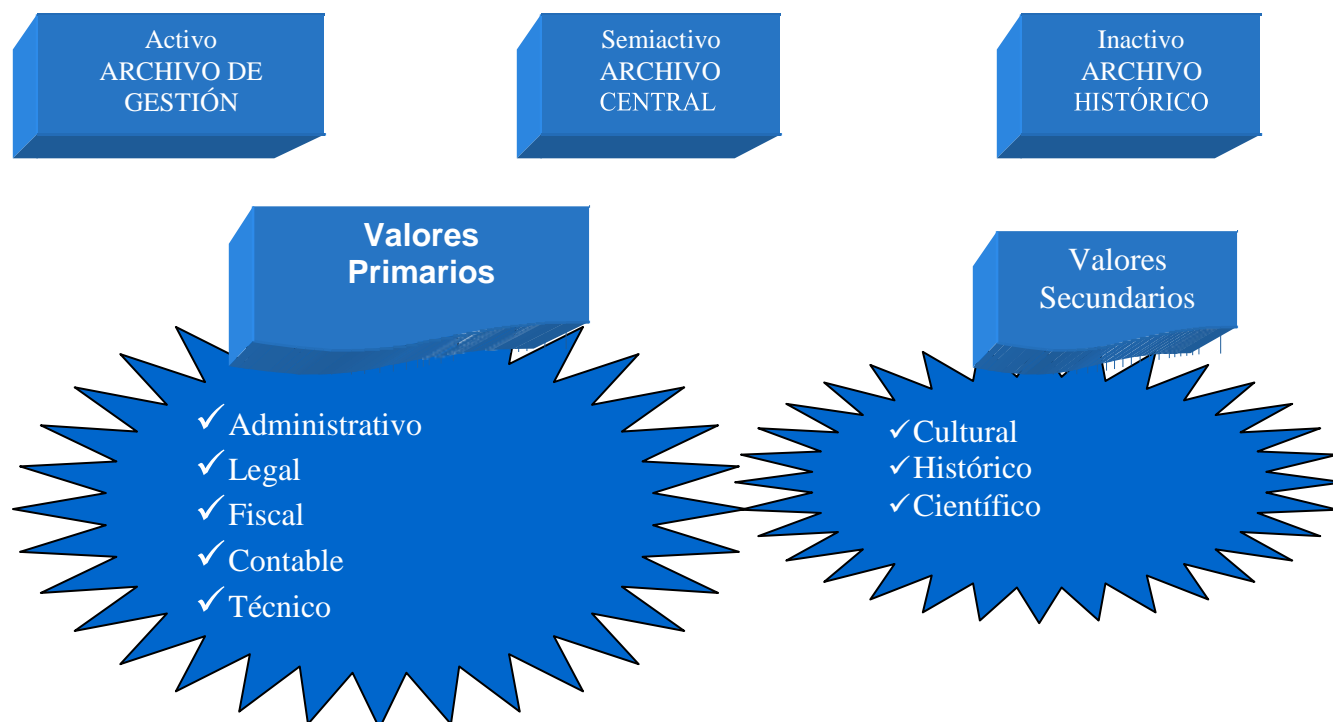 Activo
ARCHIVO DE
GESTIÓN
Semiactivo
ARCHIVO
CENTRAL
Inactivo
ARCHIVO
HISTÓRICO
Valores
Primarios
✓Administrativo
✓Legal
✓Fiscal
✓Contable
✓Técnico
Valores
Secundarios
✓Cultural
✓Histórico
✓Científico